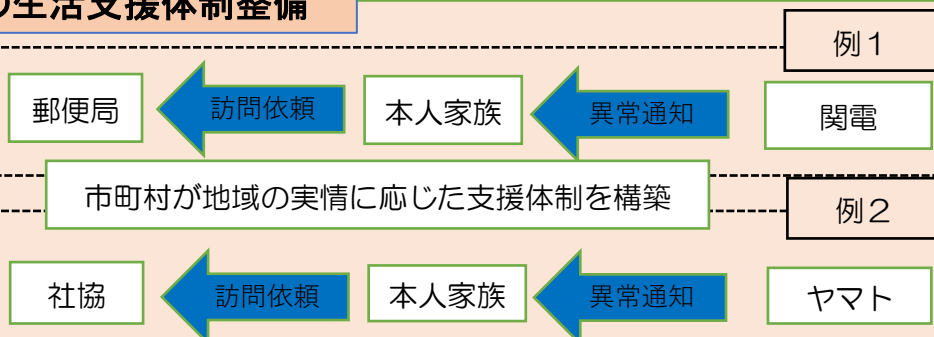 の生活支援体制整備
例１
郵便局
訪問依頼
本人家族
異常通知
関電
市町村が地域の実情に応じた支援体制を構築
例２
社協
訪問依頼
本人家族
異常通知
ヤマト